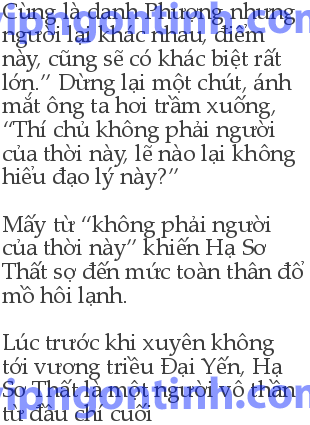 Cùng là danh Phượng nhưng
người lại khác nhau, điểm
này, cũng sẽ có khác biệt rất
lớn.” Dừng lại một chút, ánh
mắt ông ta hơi trầm xuống,
“Thí chủ không phải người
của thời này, lẽ nào lại không
hiểu đạo lý này?”
Mấy từ “không phải người
của thời này” khiến Hạ Sơ
Thất sợ đến mức toàn thân đổ
mồ hôi lạnh.
Lúc trước khi xuyên không
tới vương triều Đại Yến, Hạ
Sơ Thất là một người vô thần
từ đầu chí cuối